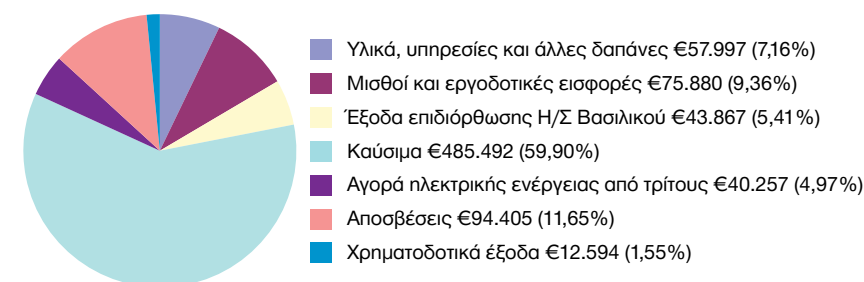 Υλικά, υπηρεσίες και άλλες δαπάνες €57.997 (7,16%)
Μισθοί και εργοδοτικές εισφορές €75.880 (9,36%)
Έξοδα επιδιόρθωσης Η/Σ Βασιλικού €43.867 (5,41%)
Καύσιμα €485.492 (59,90%)
Αγορά ηλεκτρικής ενέργειας από τρίτους €40.257 (4,97%)
Αποσβέσεις €94.405 (11,65%)
Χρηματοδοτικά έξοδα €12.594 (1,55%)